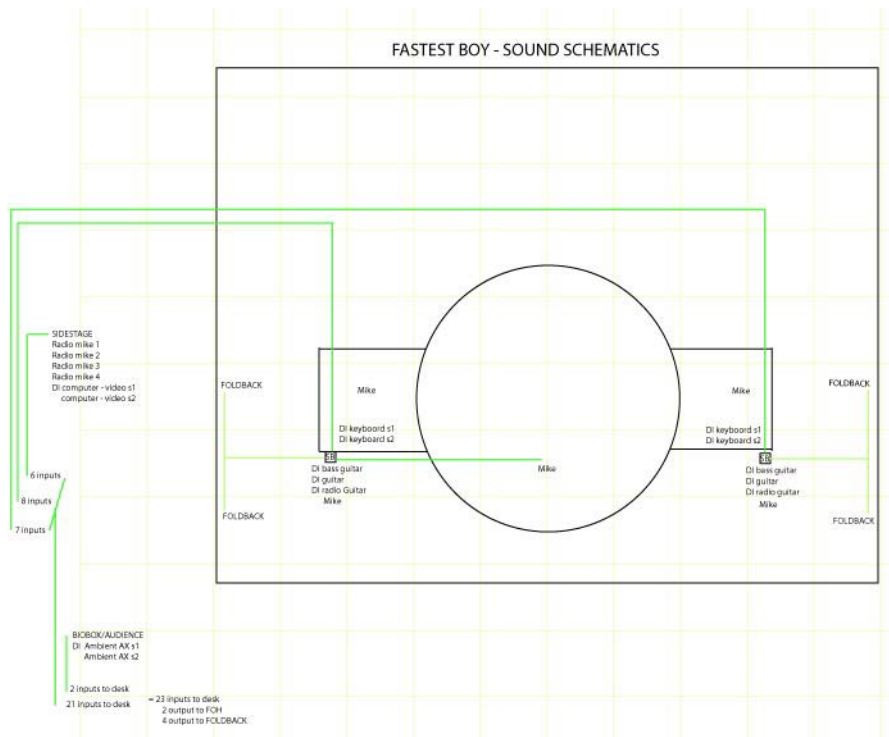 FASTEST BOY - SOUND SCHEMATICS
SIDESTAGE
Radio mike 1
Radio mike 2
Radio mike 3
Radio mike 4
DI computer - video s1
computer - video s2
FOLDBACK
Mike
DI keyboord s1
DI keyboard s2
SB
DI bass guitar
DI guitar
DI radio Guitar
Mike
FOLDBACK
Mike
Mike
DI keyboord s1
DI keyboard s2
DI bass guitar
DI guitar
DI radio guitar
Mike
FOLDBACK
FOLDBACK
6 inputs
8 inputs
7 inputs
BIOBOX/AUDIENCE
DI Ambient AX s1
Ambient AX s2
2 inputs to desk
21 inputs to desk
= 23 inputs to desk
2 output to FOH
4 output to FOLDBACK